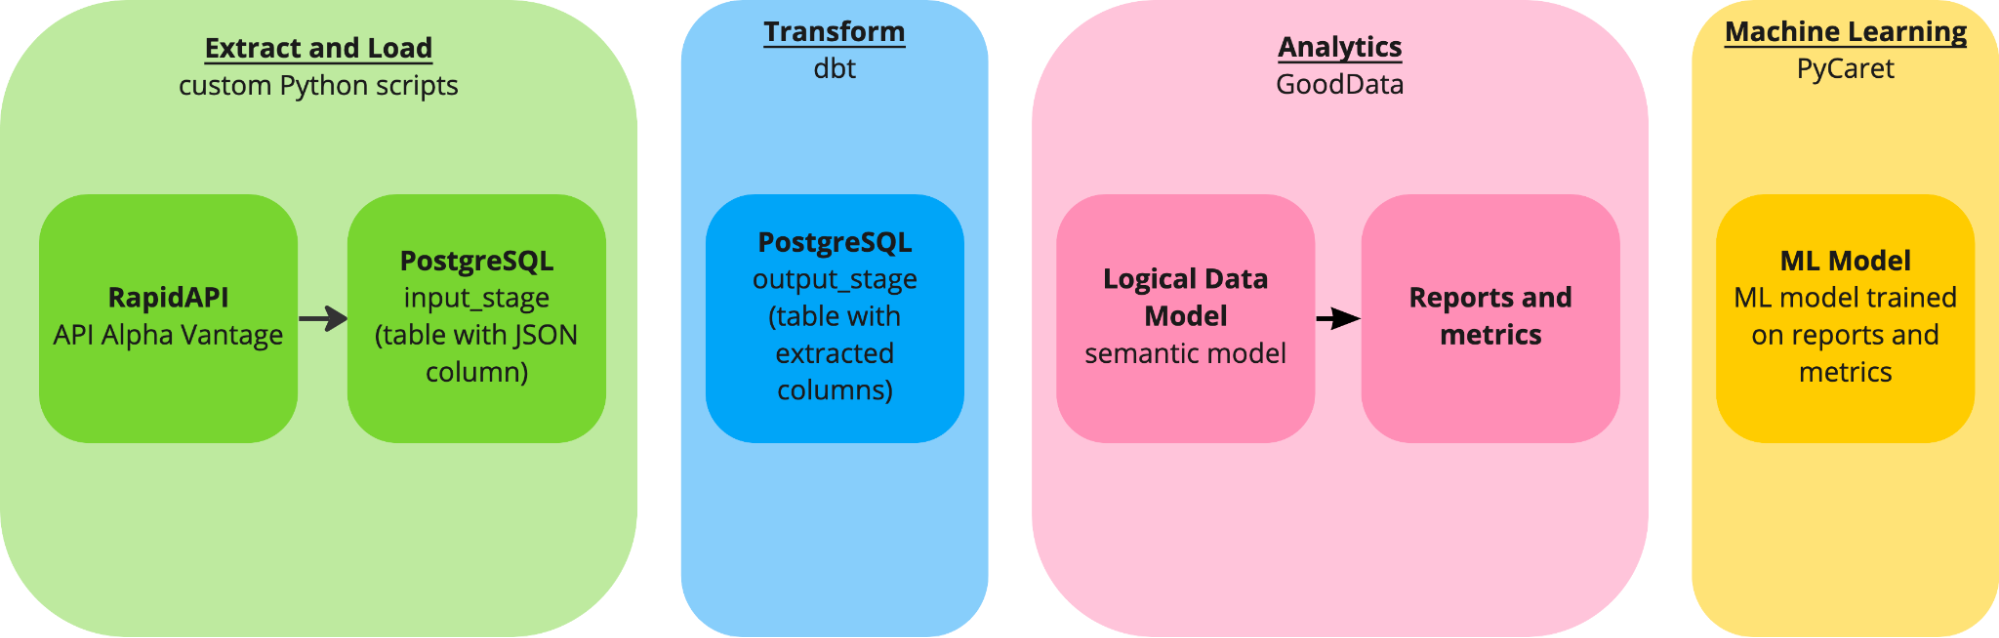 Extract and Load
custom Python scripts
RapidAPI
API Alpha Vantage
PostgreSQL
input_stage
(table with JSON
column)
Transform
dbt
PostgreSQL
output_stage
(table with
extracted
columns)
Analytics
GoodData
Logical Data
Model
semantic model
Reports and
metrics
Machine Learning
PyCaret
ML Model
ML model trained
on reports and
metrics